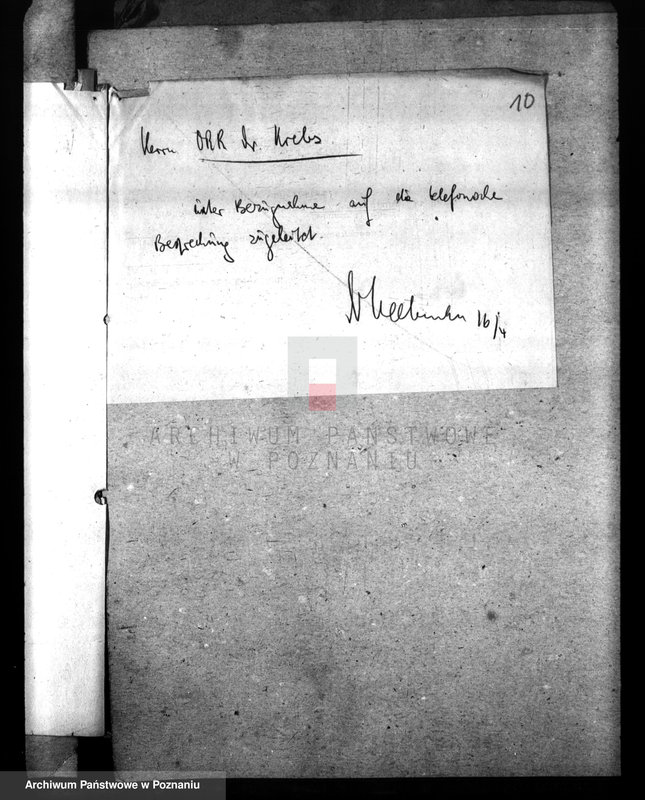 10
Herrn ORR Dr. Krebs
unter Bezugnahme auf die telefonische
Besprechung zugeleitet.
16/4
ARCHIWUM PAŃSTWOWE
W POZNANIU
Archiwum Państwowe w Poznaniu